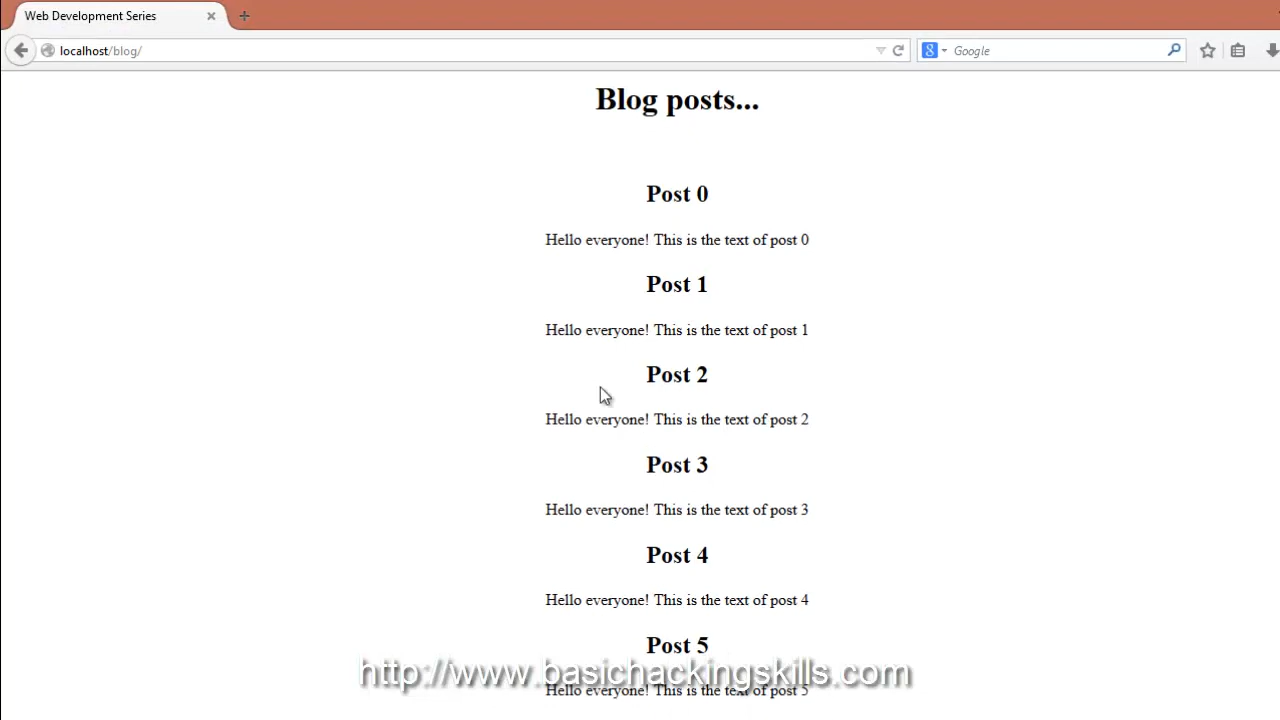 Web Development Series
localhost/blog/
Google
Blog posts...
Post 0
Hello everyone! This is the text of post 0
Post 1
Hello everyone! This is the text of post 1
Post 2
Hello everyone! This is the text of post 2
Post 3
Hello everyone! This is the text of post 3
Post 4
Hello everyone! This is the text of post 4
Post 5
http://www.basichackingskills.com
Hello everyone! This is the text of post 5